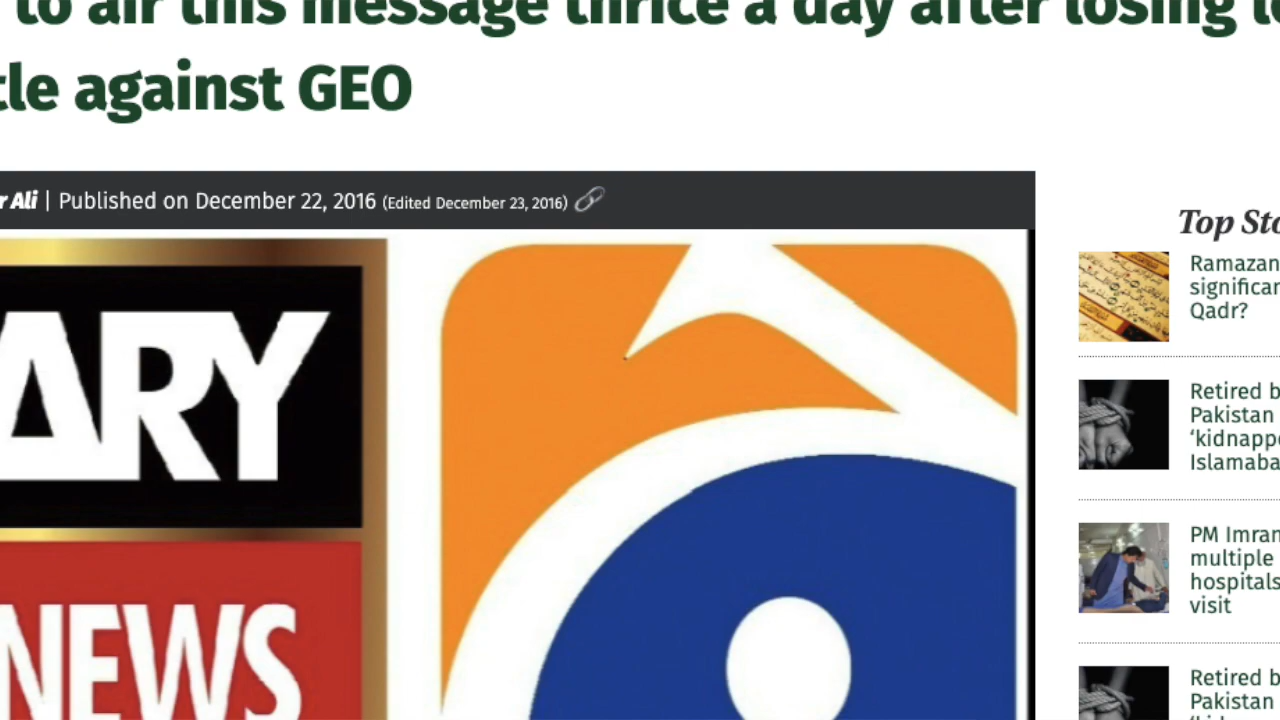 to air this message thrice a day after losing
tle against GEO
r Ali | Published on December 22, 2016 (Edited December 23, 2016)
ARY
NEWS
Top Sto
Ramazan
significan
Qadr?
Retired b
Pakistan
‘kidnappe
Islamaba
PM Imran
multiple
hospitals
visit
Retired b
Pakistan